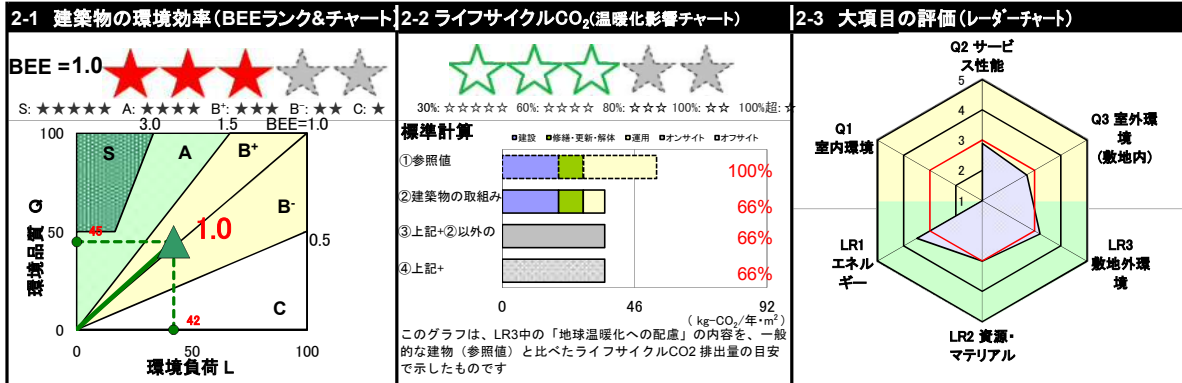 2-1 建築物の環境効率(BEEランク&チャート)
BEE =1.0
S: ★★★★★ A: ★★★★ B⁺: ★★★ B⁻: ★★ C: ★
3.0 1.5 BEE=1.0
100
S
A
B⁺
B⁻
環境品質 Q
50
45
1.0
0.5
C
42
0
0 50 100
環境負荷 L
2-2 ライフサイクルCO₂(温暖化影響チャート)
30%: ☆☆☆☆☆ 60%: ☆☆☆☆ 80%: ☆☆☆ 100%: ☆☆ 100%超: ☆
標準計算
建設 修繕・更新・解体 運用 オンサイト オフサイト
①参照値 100%
②建築物の取組み 66%
③上記+②以外の 66%
④上記+ 66%
0 46 92
( kg-CO₂/年・m²)
このグラフは、LR3中の「地球温暖化への配慮」の内容を、一般
的な建物(参照値)と比べたライフサイクルCO2 排出量の目安
で示したものです
2-3 大項目の評価(レーダーチャート)
Q2 サービ
ス性能
5
4
3
2
1
Q1
室内環境
Q3 室外環
境
(敷地内)
LR1
エネル
ギー
LR3
敷地外環
境
LR2 資源・
マテリアル